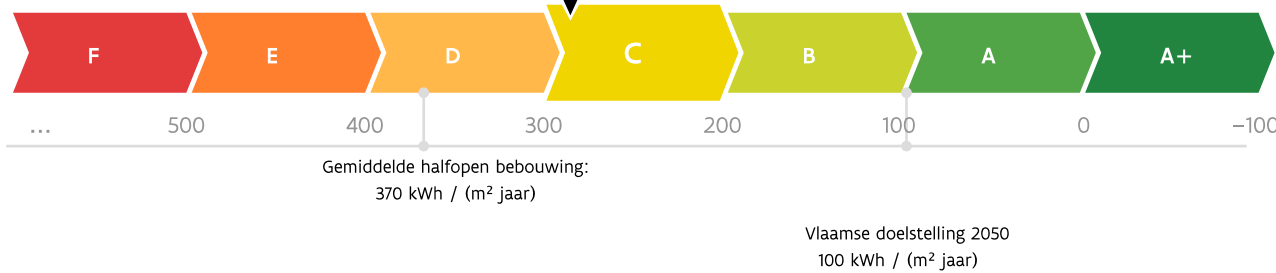 F E D C B A A+
... 500 400 300 200 100 0 −100
Gemiddelde halfopen bebouwing:
370 kWh / (m² jaar)
Vlaamse doelstelling 2050
100 kWh / (m² jaar)